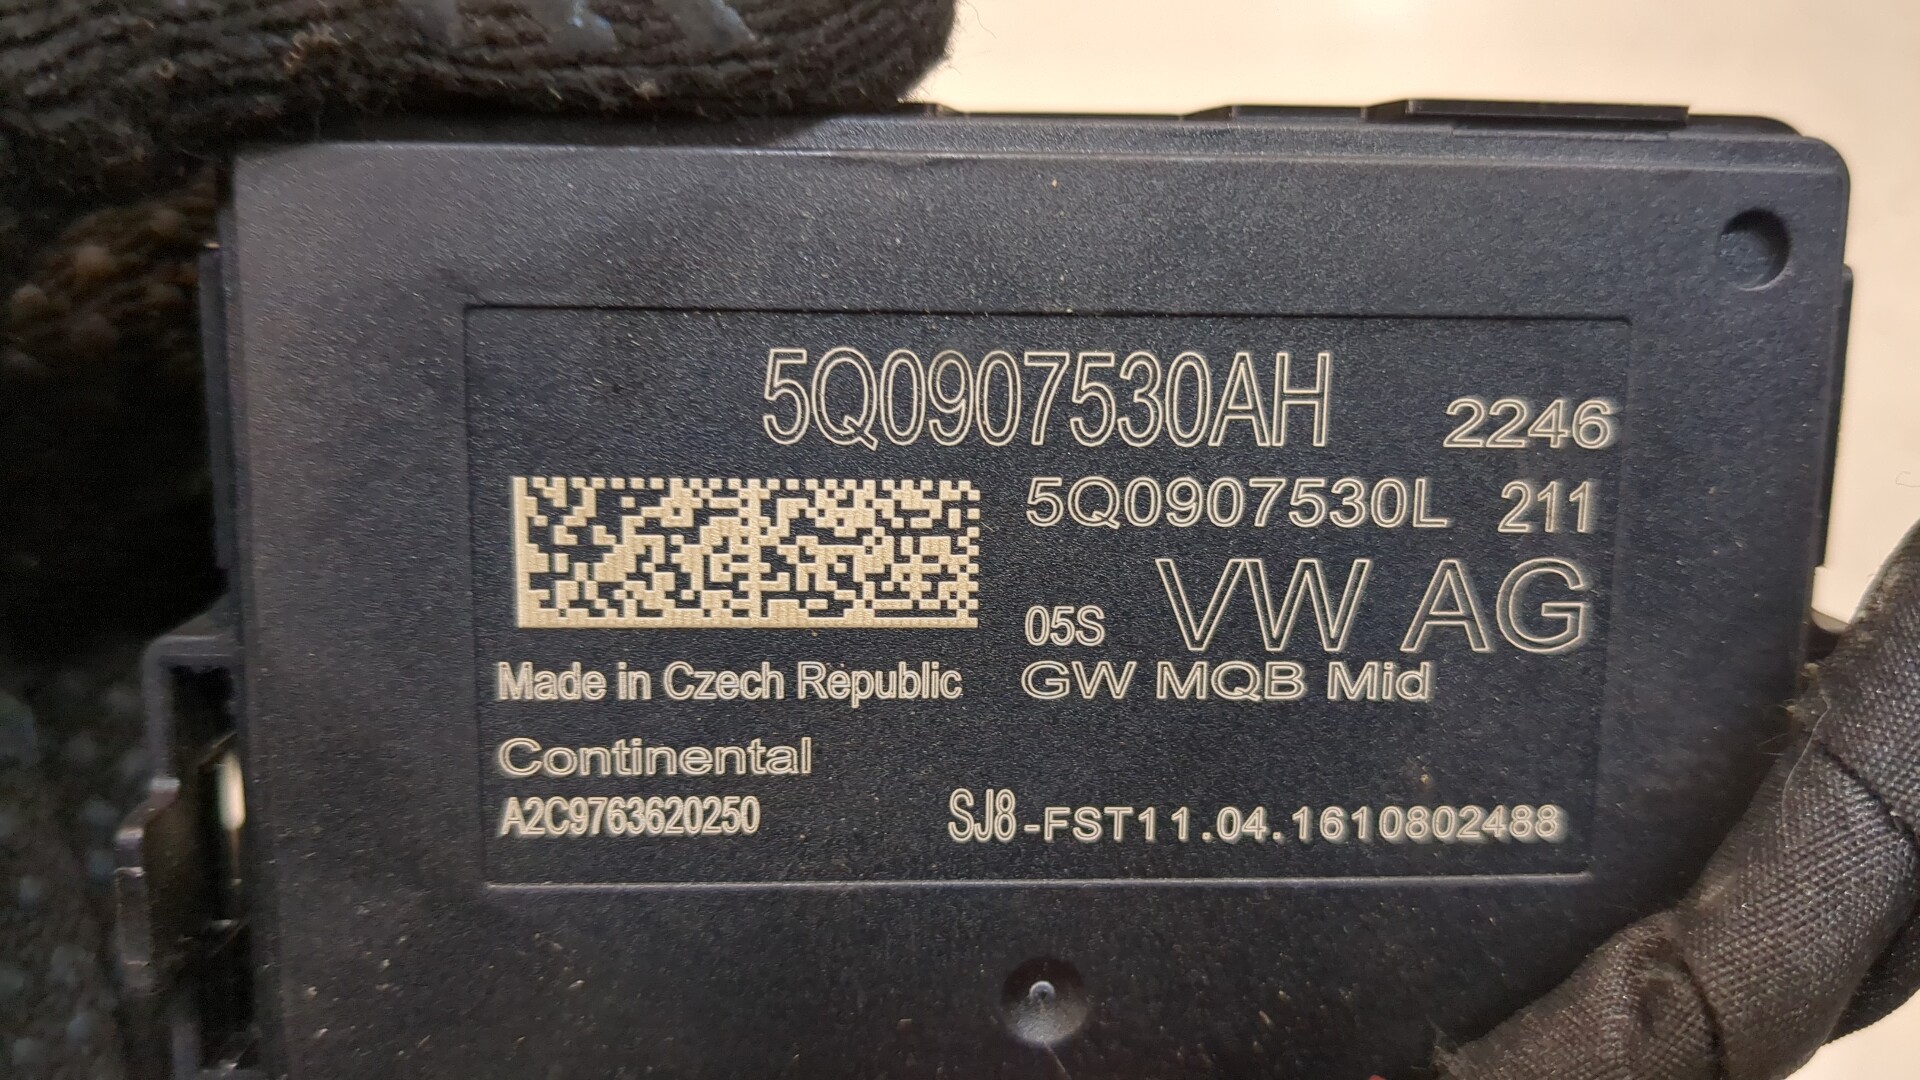 5Q0907530AH 2246
5Q0907530L 211
05S VW AG
Made in Czech Republic GW MQB Mid
Continental
A2C9763620250 SJ8-FST11.04.1610802488